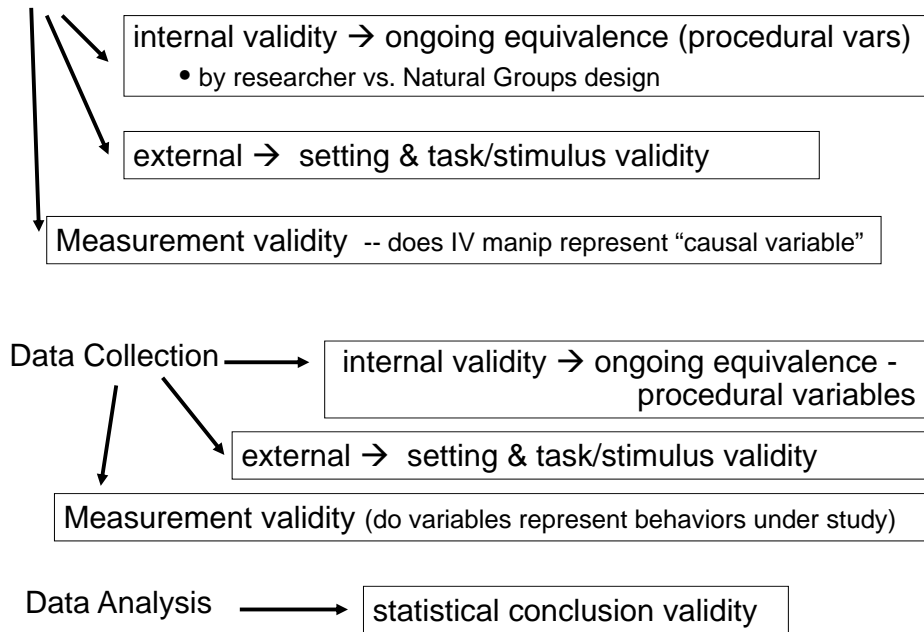 internal validity → ongoing equivalence (procedural vars)
• by researcher vs. Natural Groups design
external → setting & task/stimulus validity
Measurement validity -- does IV manip represent “causal variable”
Data Collection
internal validity → ongoing equivalence -
procedural variables
external → setting & task/stimulus validity
Measurement validity (do variables represent behaviors under study)
Data Analysis
statistical conclusion validity